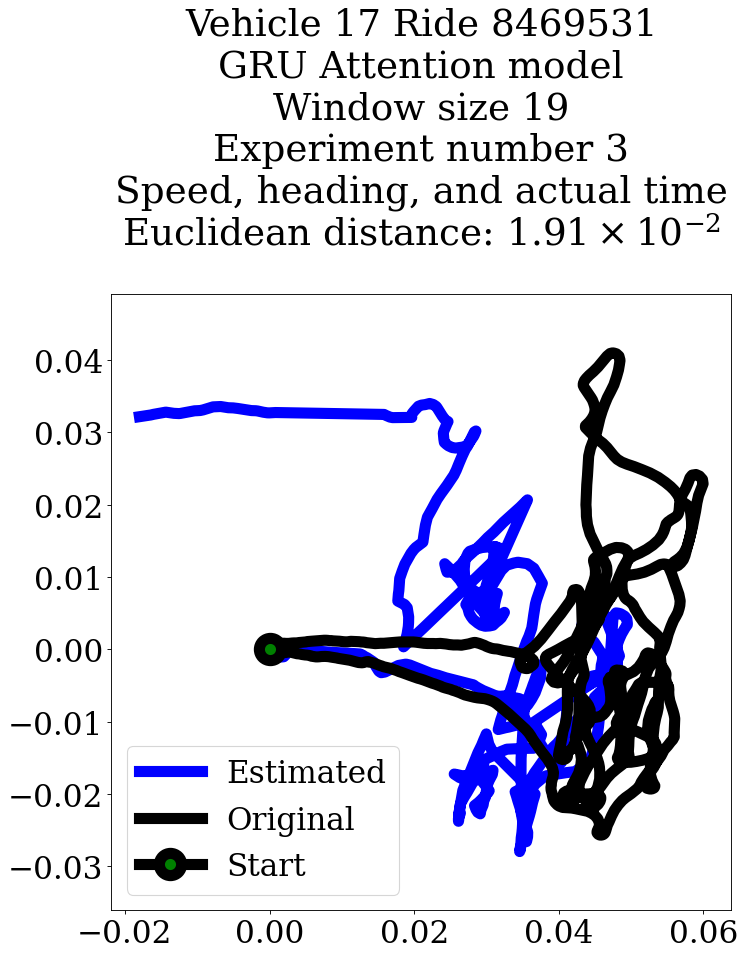 Vehicle 17 Ride 8469531
GRU Attention model
Window size 19
Experiment number 3
Speed, heading, and actual time
Euclidean distance: 1.91 × 10⁻²
0.04
0.03
0.02
0.01
0.00
−0.01
−0.02
−0.03
Estimated
Original
Start
−0.02 0.00 0.02 0.04 0.06